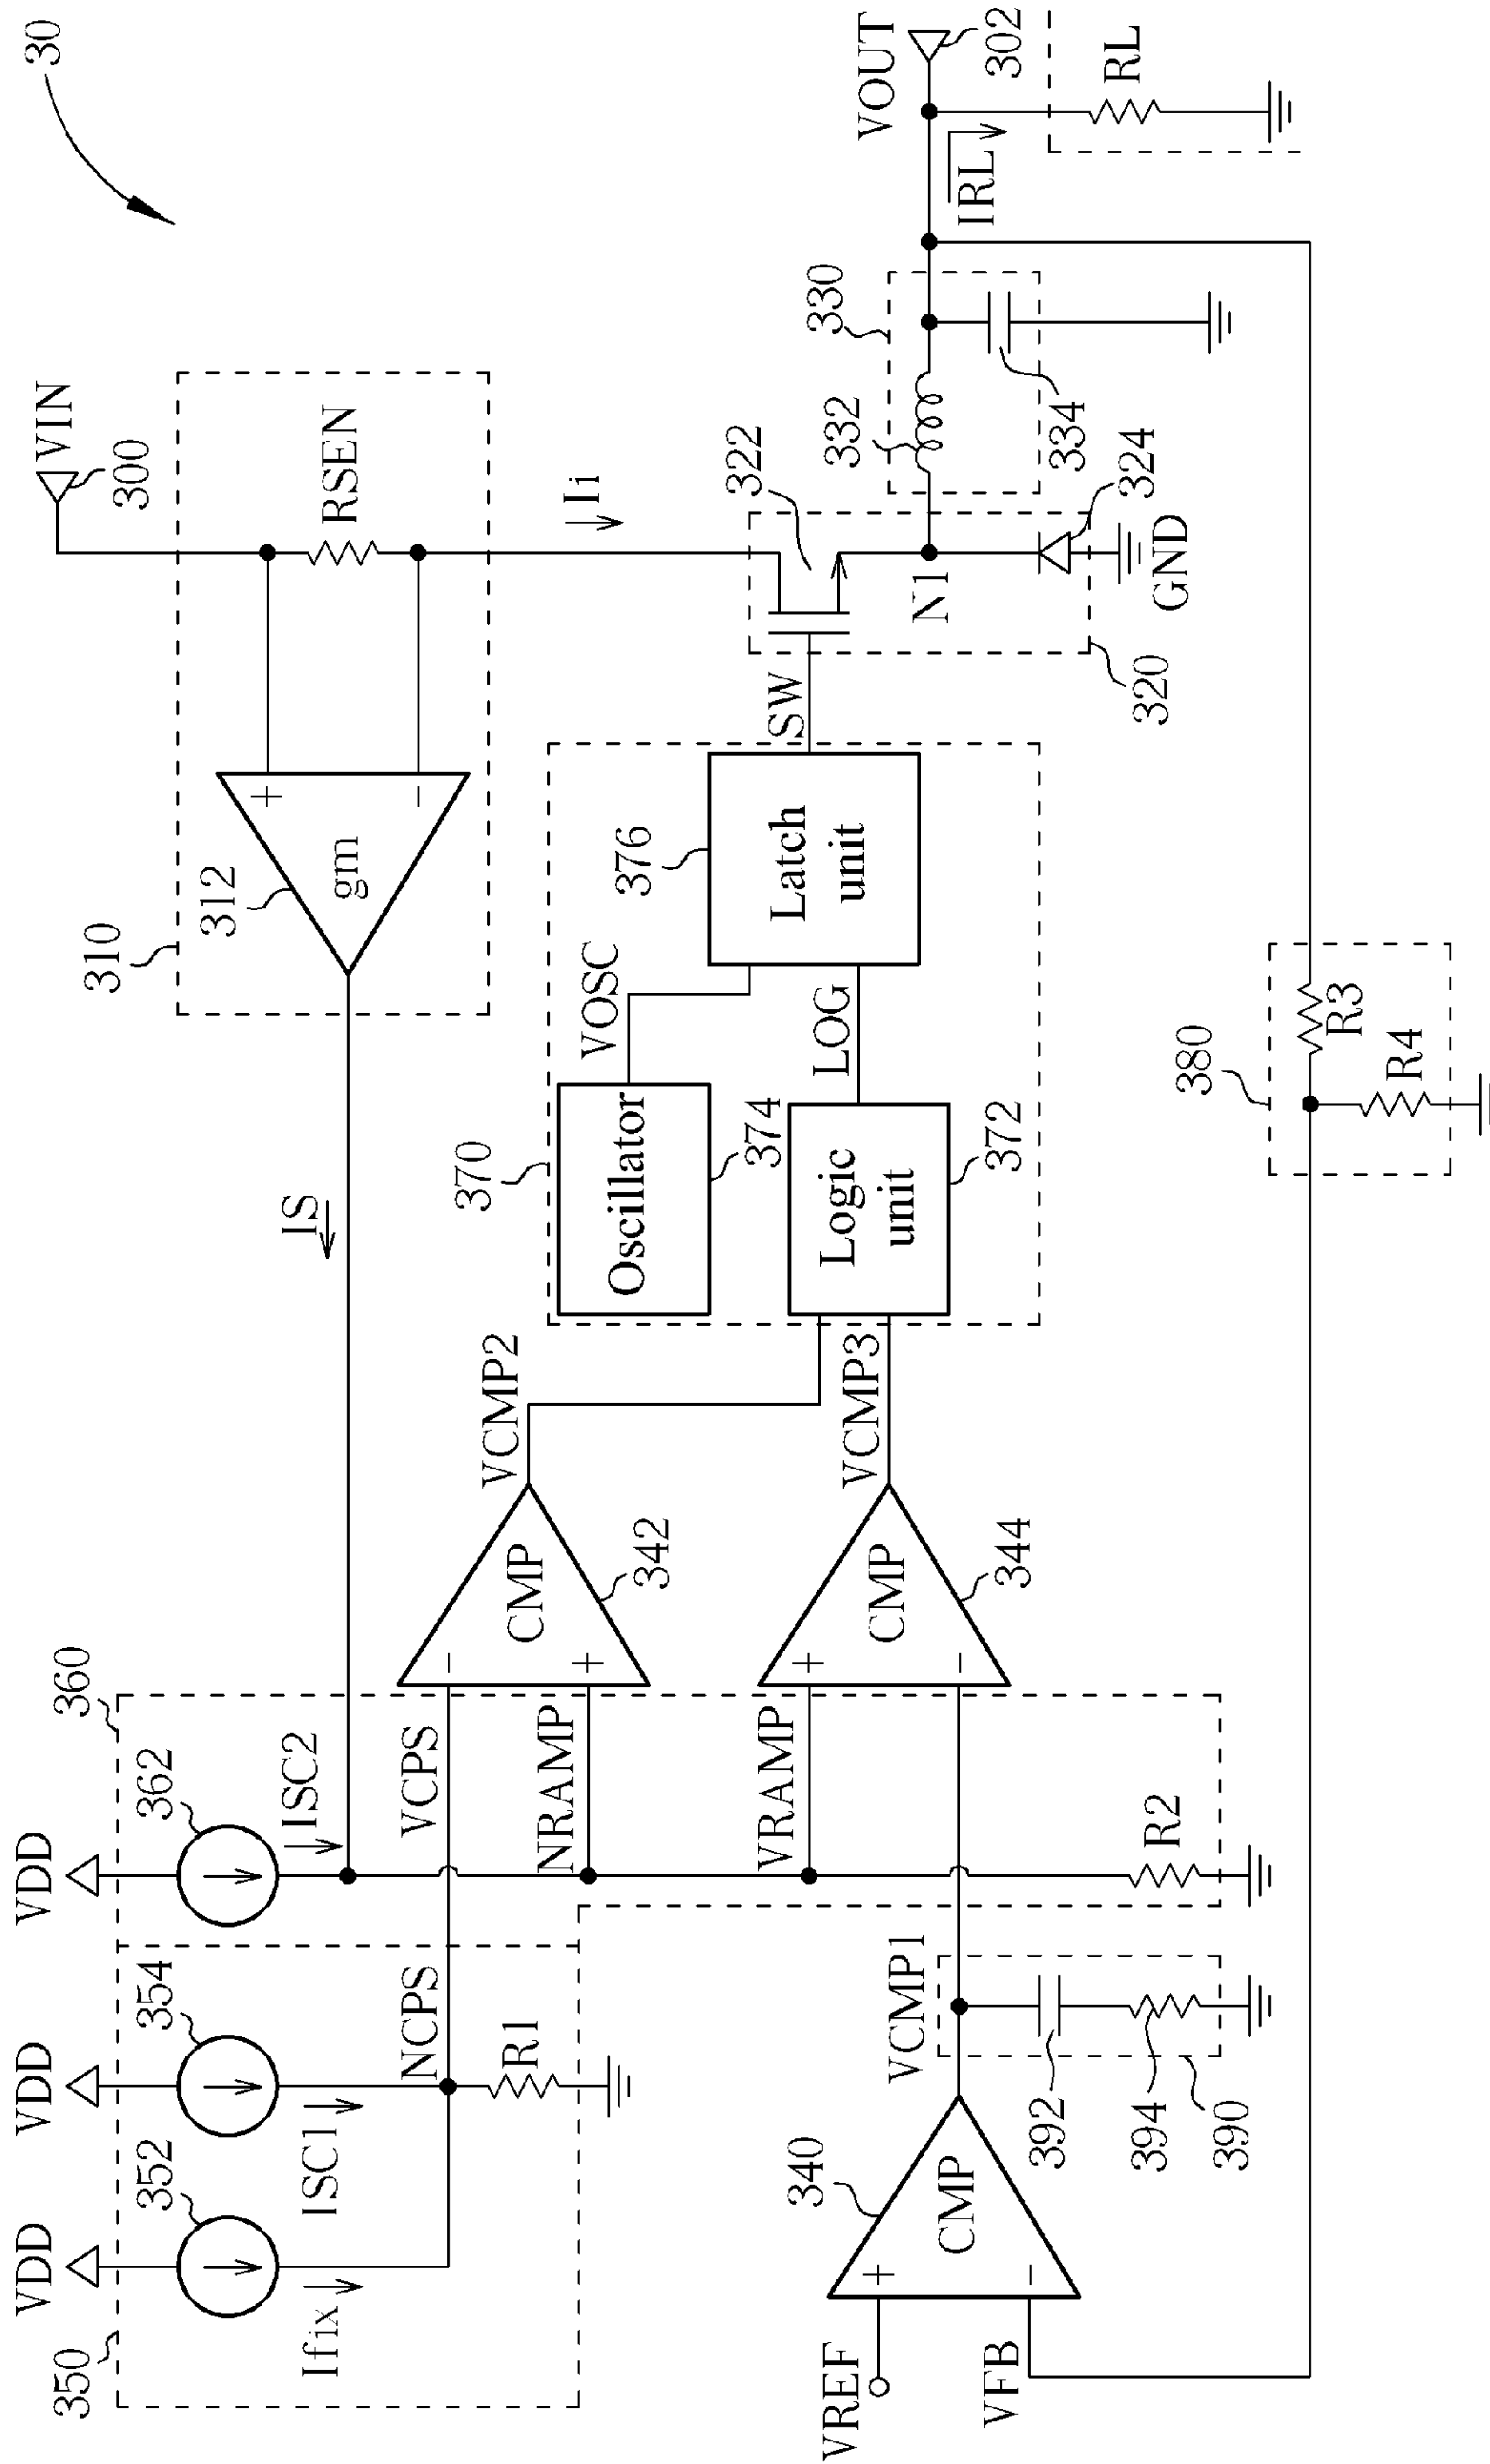 30
VIN
300
310
RSEN
312
gm
+
−
Ii
IS
360
VDD
362
ISC2
VDD
354
ISC1
VDD
352
Ifix
350
NCPS
R1
VCPS
NRAMP
VRAMP
R2
−
+
CMP
342
VCMP2
+
−
CMP
344
VCMP3
370
Oscillator
374
VOSC
Logic
unit
372
LOG
376
Latch
unit
SW
322
320
N1
324
GND
330
332
334
VOUT
302
IRL
RL
VREF
VFB
+
−
340
CMP
VCMP1
392
394
390
380
R3
R4